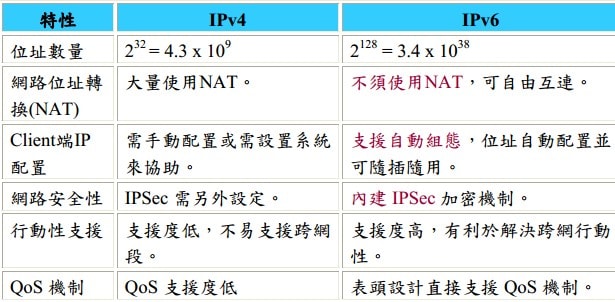 特性 IPv4 IPv6
位址數量 2^32 = 4.3 x 10^9 2^128 = 3.4 x 10^38
網路位址轉換(NAT) 大量使用NAT。 不須使用NAT，可自由互連。
Client端IP配置 需手動配置或需設置系統來協助。 支援自動組態，位址自動配置並可隨插隨用。
網路安全性 IPSec 需另外設定。 內建 IPSec 加密機制。
行動性支援 支援度低，不易支援跨網段。 支援度高，有利於解決跨網行動性。
QoS 機制 QoS 支援度低 表頭設計直接支援 QoS 機制。